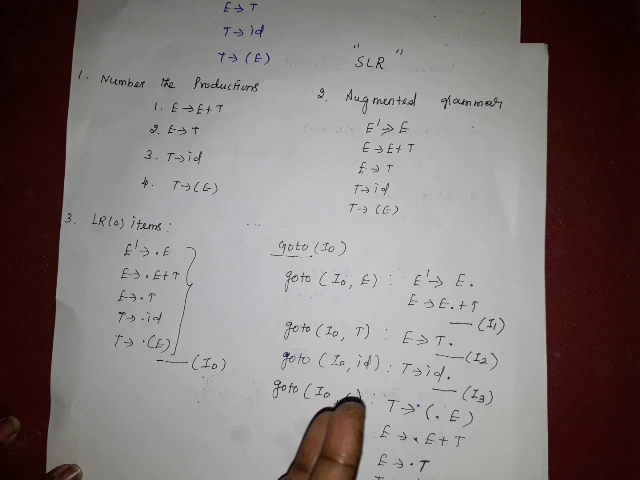 E → T
T → id
T → (E)
"SLR"
1. Number the Productions
1. E → E+T
2. E → T
3. T → id
4. T → (E)
2. Augmented grammar
E' → E
E → E+T
E → T
T → id
T → (E)
3. LR(0) items:
E' → .E
E → .E+T
E → .T
T → .id
T → .(E)
(I0)
goto (I0)
goto (I0, E) : E' → E.
E → E.+T
(I1)
goto (I0, T) : E → T.
(I2)
goto (I0, id) : T → id.
(I3)
goto (I0, () : T → .(.E)
E → .E+T
E → .T